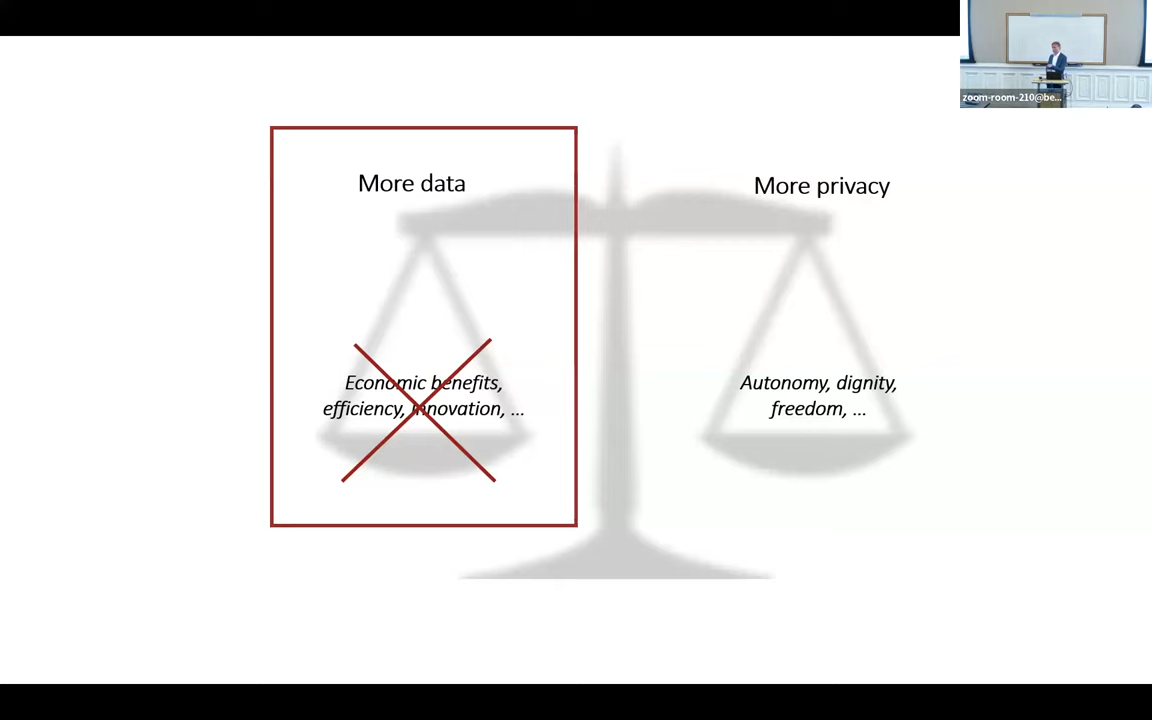 zoom-room-210@be...
More data
More privacy
Economic benefits,
efficiency, innovation, ...
Autonomy, dignity,
freedom, ...